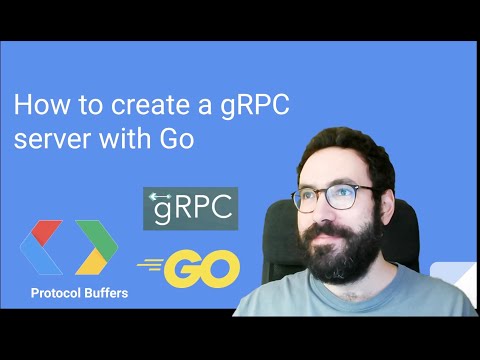 How to create a gRPC
server with Go
gRPC
GO
Protocol Buffers